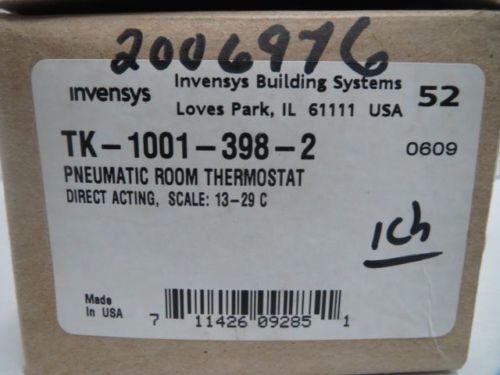 2006976
invensys Invensys Building Systems 52
Loves Park, IL 61111 USA
TK-1001-398-2 0609
PNEUMATIC ROOM THERMOSTAT
DIRECT ACTING, SCALE: 13-29 C
1Ch
Made
In USA
7 11426 09285 1